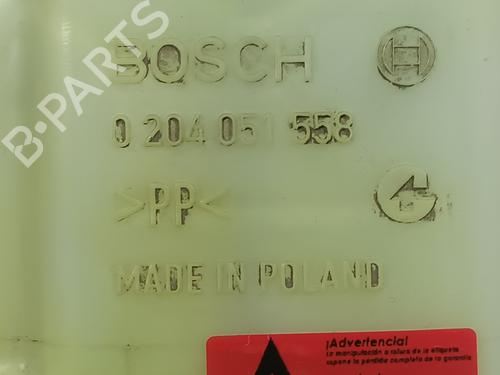 B-PARTS
BOSCH
0 204 051 558
>PP<
MADE IN POLAND
¡Advertencia!
La manipulación o rotura de la etiqueta
supone la pérdida completa de la garantía